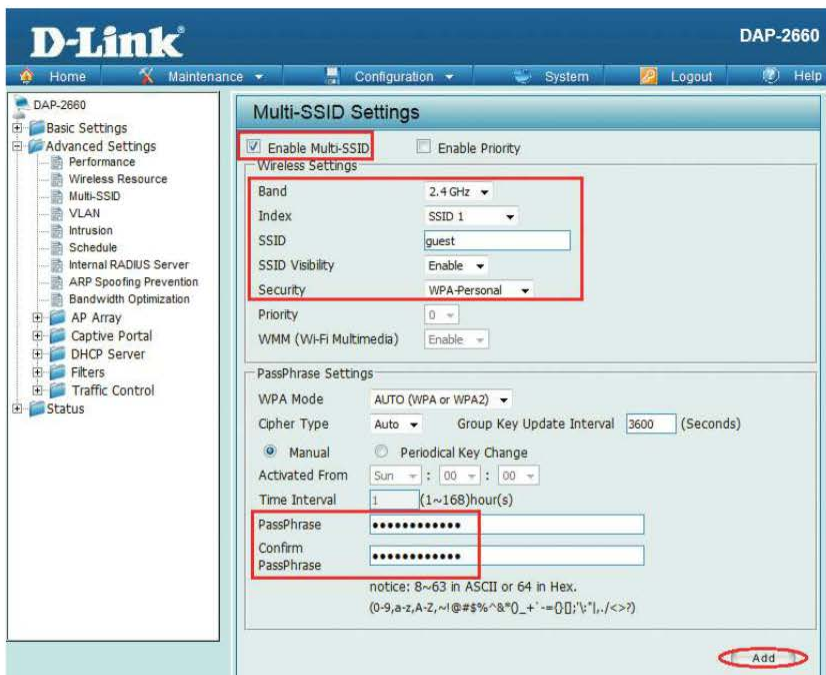 D-Link
DAP-2660
Home Maintenance Configuration System Logout Help
DAP-2660
Basic Settings
Advanced Settings
Performance
Wireless Resource
Multi-SSID
VLAN
Intrusion
Schedule
Internal RADIUS Server
ARP Spoofing Prevention
Bandwidth Optimization
AP Array
Captive Portal
DHCP Server
Filters
Traffic Control
Status
Multi-SSID Settings
Enable Multi-SSID Enable Priority
Wireless Settings
Band 2.4 GHz
Index SSID 1
SSID guest
SSID Visibility Enable
Security WPA-Personal
Priority 0
WMM (Wi-Fi Multimedia) Enable
PassPhrase Settings
WPA Mode AUTO (WPA or WPA2)
Cipher Type Auto Group Key Update Interval 3600 (Seconds)
Manual Periodical Key Change
Activated From Sun : 00 : 00
Time Interval 1 (1~168)hour(s)
PassPhrase ••••••••••••
Confirm
PassPhrase ••••••••••••
notice: 8~63 in ASCII or 64 in Hex.
(0-9,a-z,A-Z,~!@#$%^&*()_+`-={}[];'\:"|,./<>?)
Add